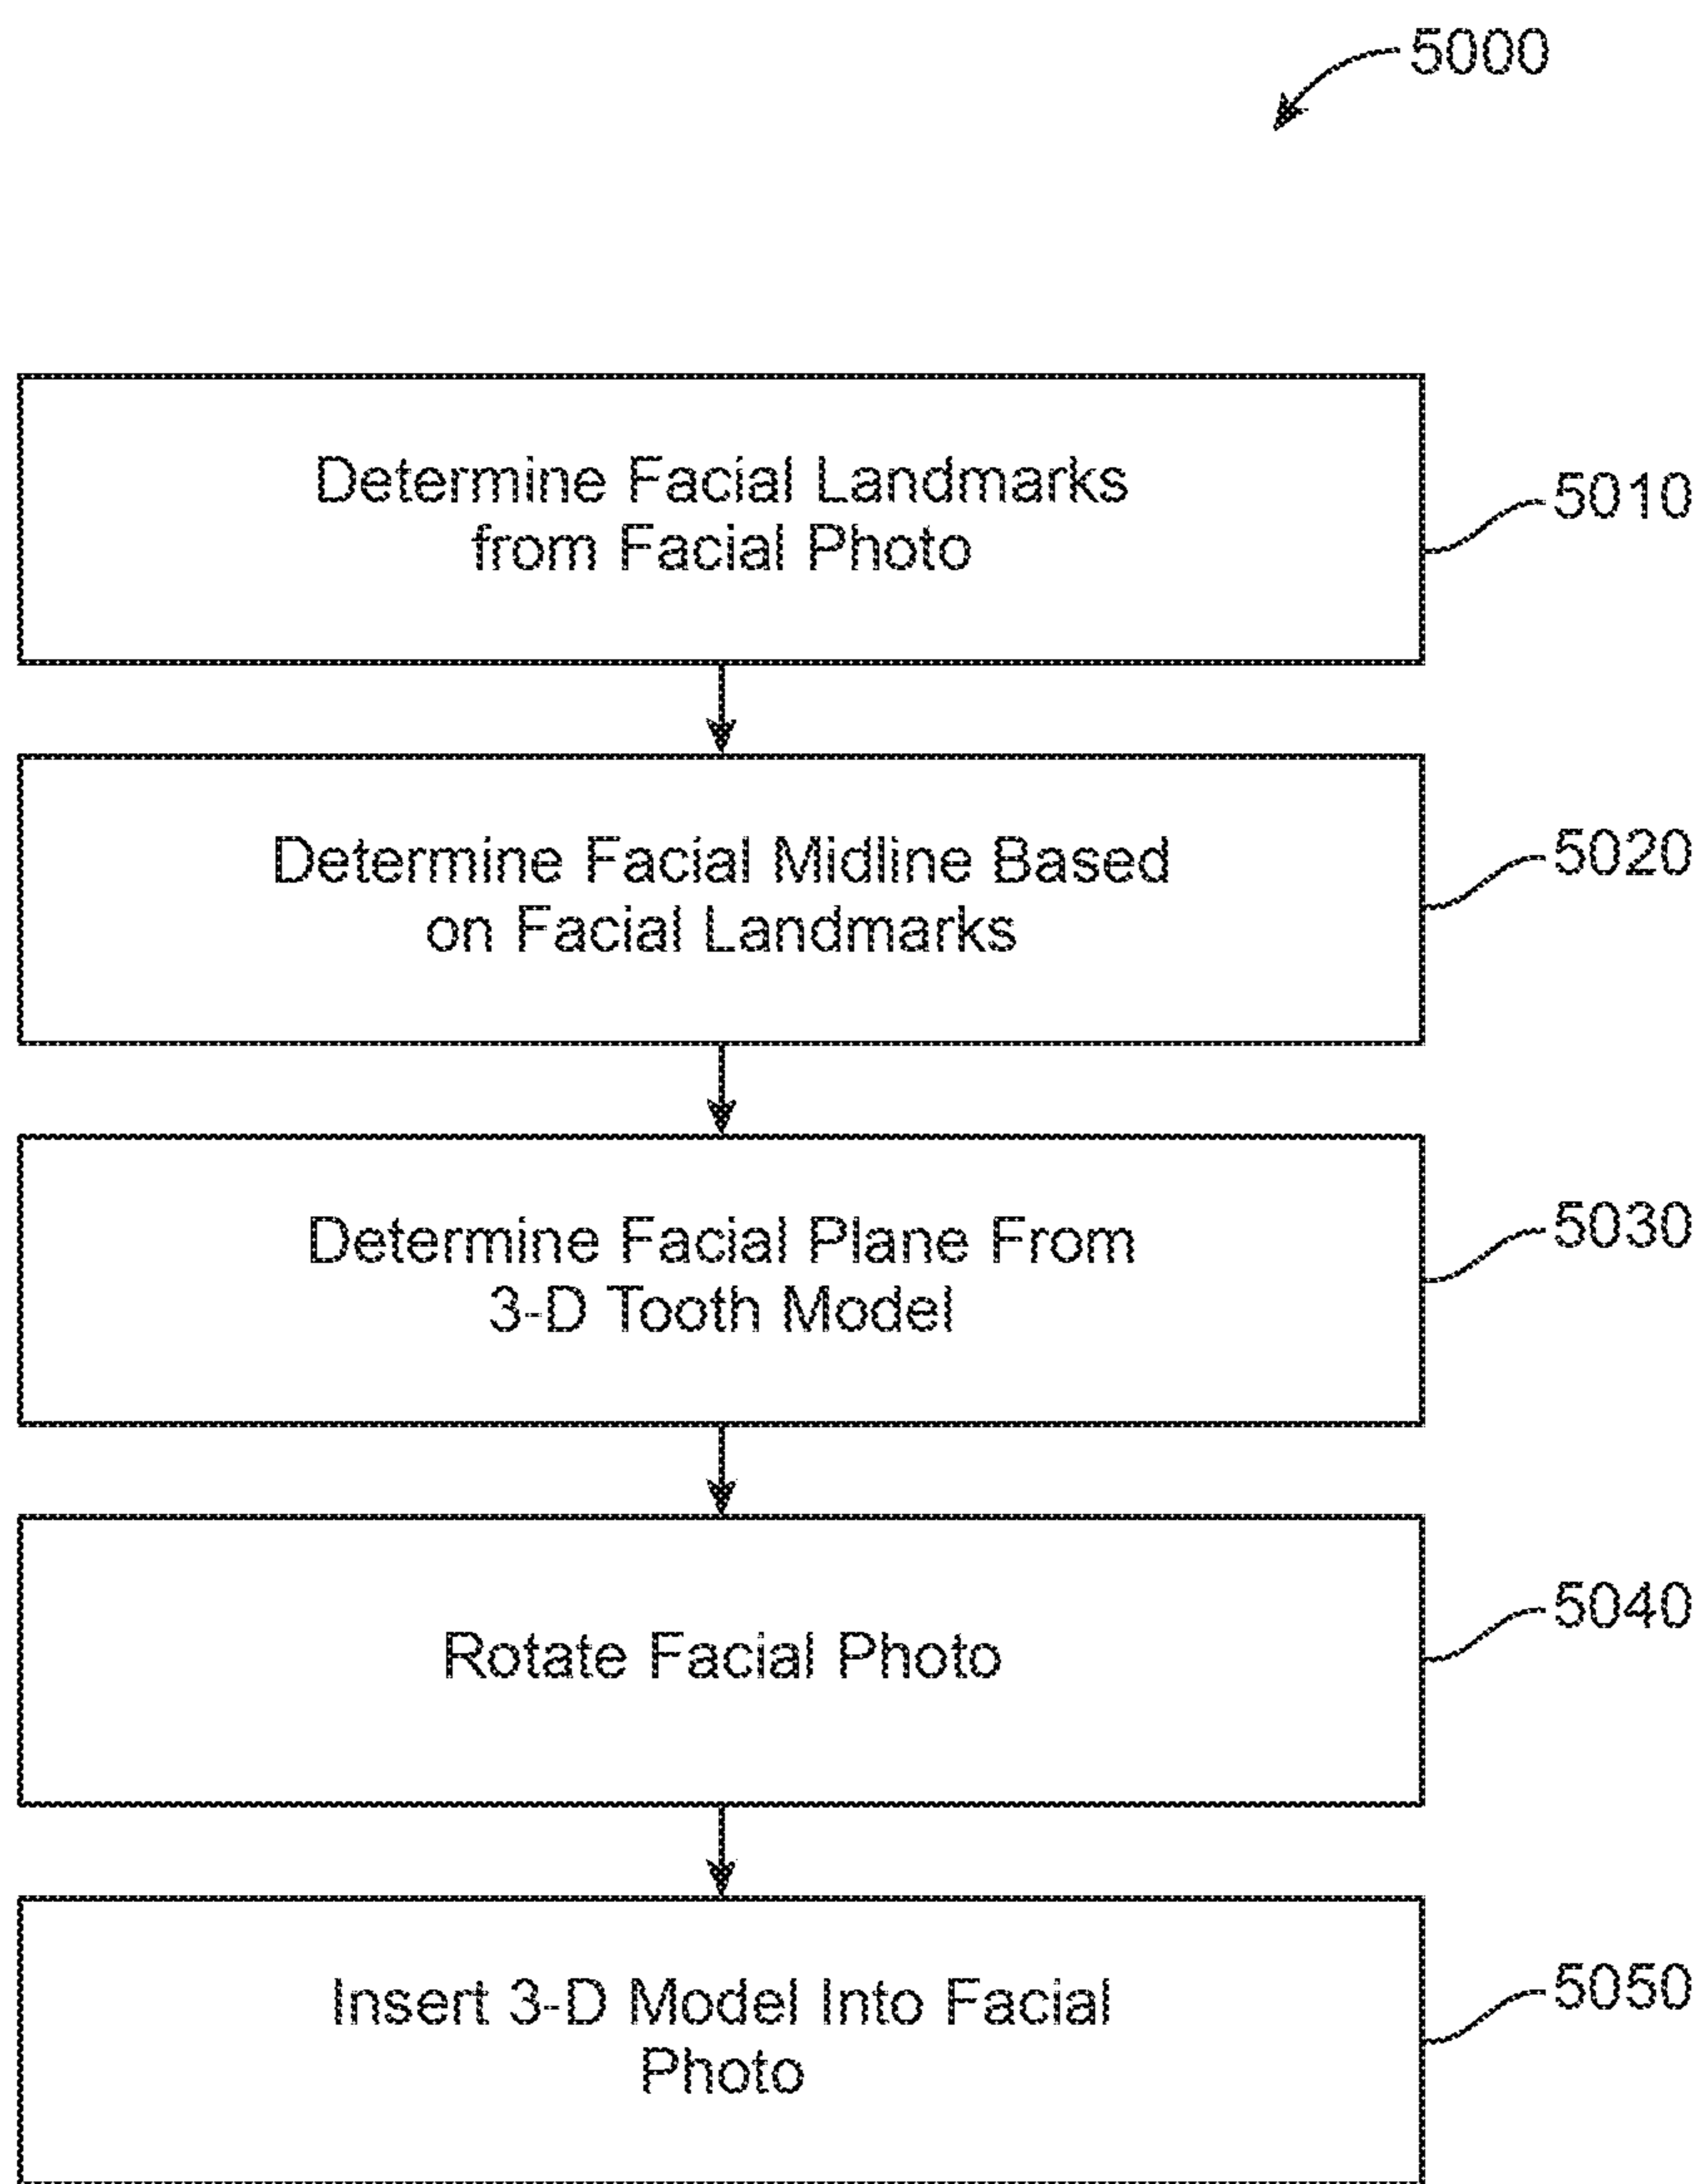 5000
Determine Facial Landmarks
from Facial Photo
5010
Determine Facial Midline Based
on Facial Landmarks
5020
Determine Facial Plane From
3-D Tooth Model
5030
Rotate Facial Photo
5040
Insert 3-D Model Into Facial
Photo
5050